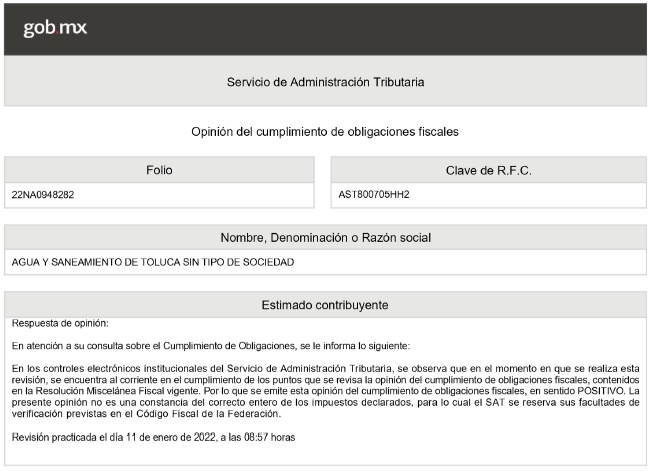 gob.mx
Servicio de Administración Tributaria
Opinión del cumplimiento de obligaciones fiscales
Folio
Clave de R.F.C.
22NA0948282
AST800705HH2
Nombre, Denominación o Razón social
AGUA Y SANEAMIENTO DE TOLUCA SIN TIPO DE SOCIEDAD
Estimado contribuyente
Respuesta de opinión:
En atención a su consulta sobre el Cumplimiento de Obligaciones, se le informa lo siguiente:
En los controles electrónicos institucionales del Servicio de Administración Tributaria, se observa que en el momento en que se realiza esta
revisión, se encuentra al corriente en el cumplimiento de los puntos que se revisa la opinión del cumplimiento de obligaciones fiscales, contenidos
en la Resolución Miscelánea Fiscal vigente. Por lo que se emite esta opinión del cumplimiento de obligaciones fiscales, en sentido POSITIVO. La
presente opinión no es una constancia del correcto entero de los impuestos declarados, para lo cual el SAT se reserva sus facultades de
verificación previstas en el Código Fiscal de la Federación.
Revisión practicada el día 11 de enero de 2022, a las 08:57 horas